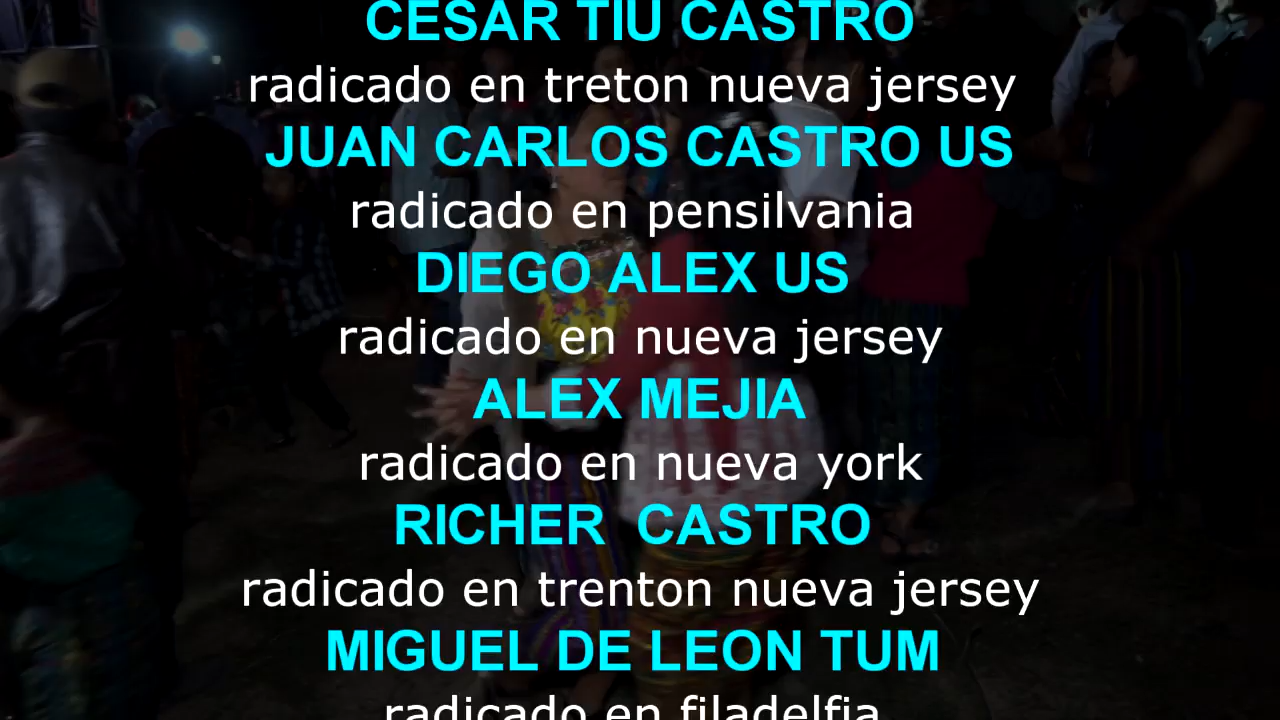 CESAR TIU CASTRO
radicado en treton nueva jersey
JUAN CARLOS CASTRO US
radicado en pensilvania
DIEGO ALEX US
radicado en nueva jersey
ALEX MEJIA
radicado en nueva york
RICHER CASTRO
radicado en trenton nueva jersey
MIGUEL DE LEON TUM
radicado en filadelfia